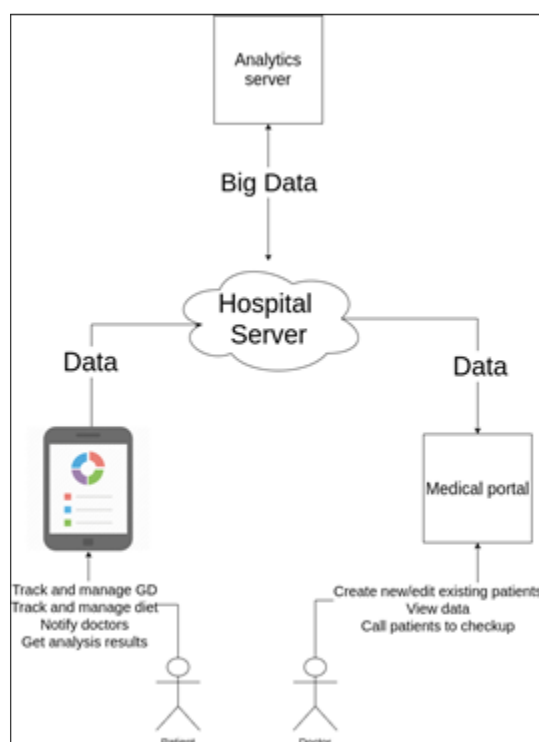 Analytics
server
Big Data
Hospital
Server
Data
Data
Medical portal
Track and manage GD
Track and manage diet
Notify doctors
Get analysis results
Create new/edit existing patients
View data
Call patients to checkup
Patient
Doctor